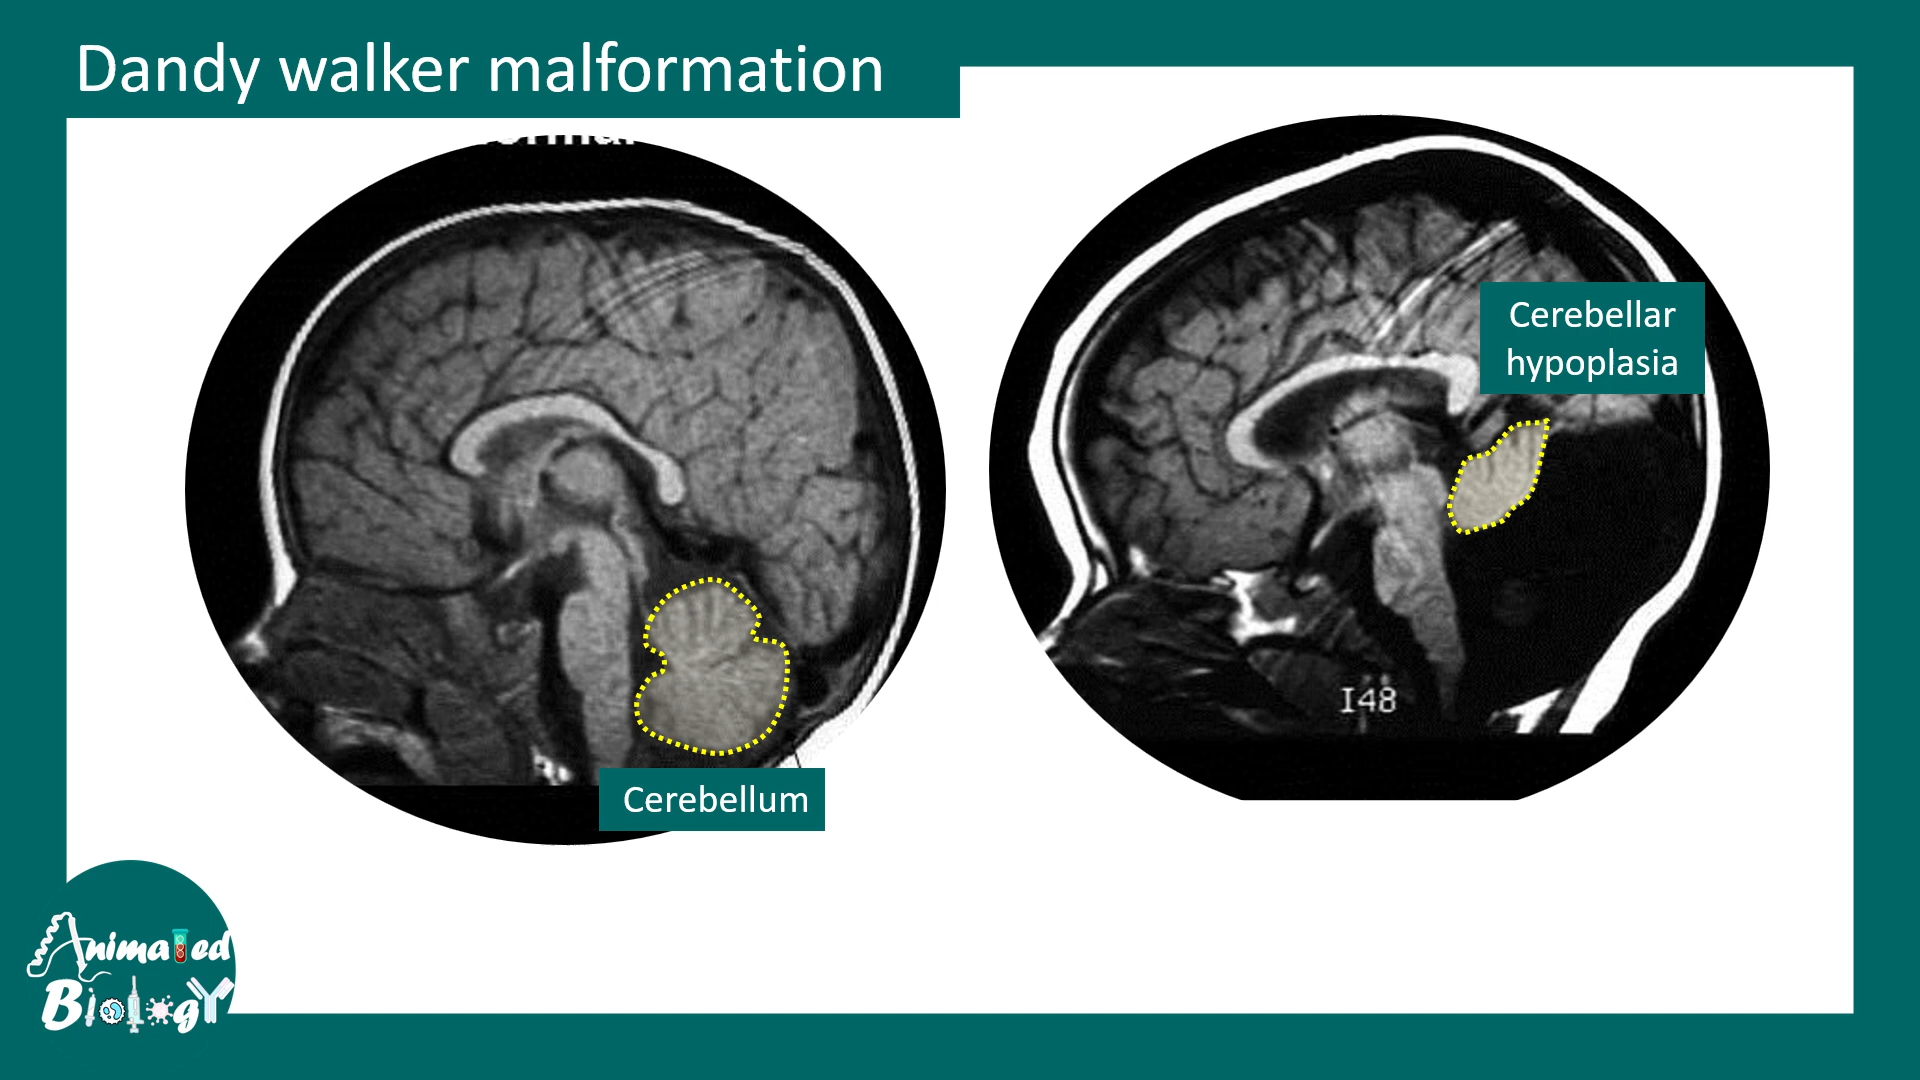 Dandy walker malformation
Cerebellar
hypoplasia
I48
Cerebellum
Animated
Biology